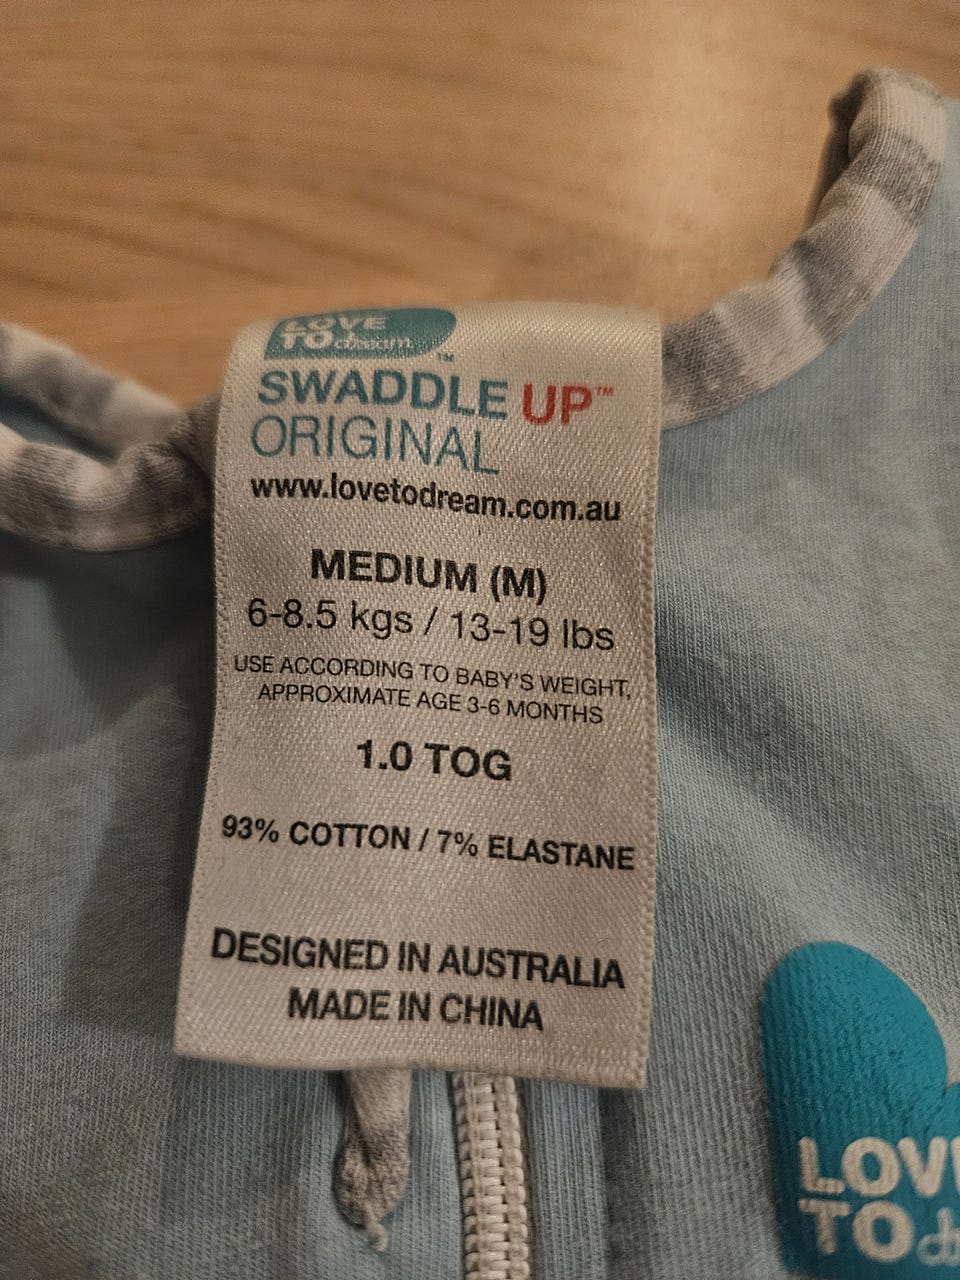 LOVE
TO dream™
SWADDLE UP™
ORIGINAL
www.lovetodream.com.au
MEDIUM (M)
6-8.5 kgs / 13-19 lbs
USE ACCORDING TO BABY'S WEIGHT,
APPROXIMATE AGE 3-6 MONTHS
1.0 TOG
93% COTTON / 7% ELASTANE
DESIGNED IN AUSTRALIA
MADE IN CHINA
LOV
TO